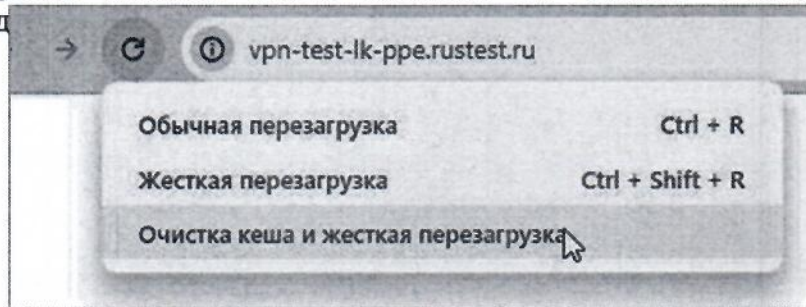 vpn-test-lk-ppe.rustest.ru
Обычная перезагрузка Ctrl + R
Жесткая перезагрузка Ctrl + Shift + R
Очистка кеша и жесткая перезагрузка